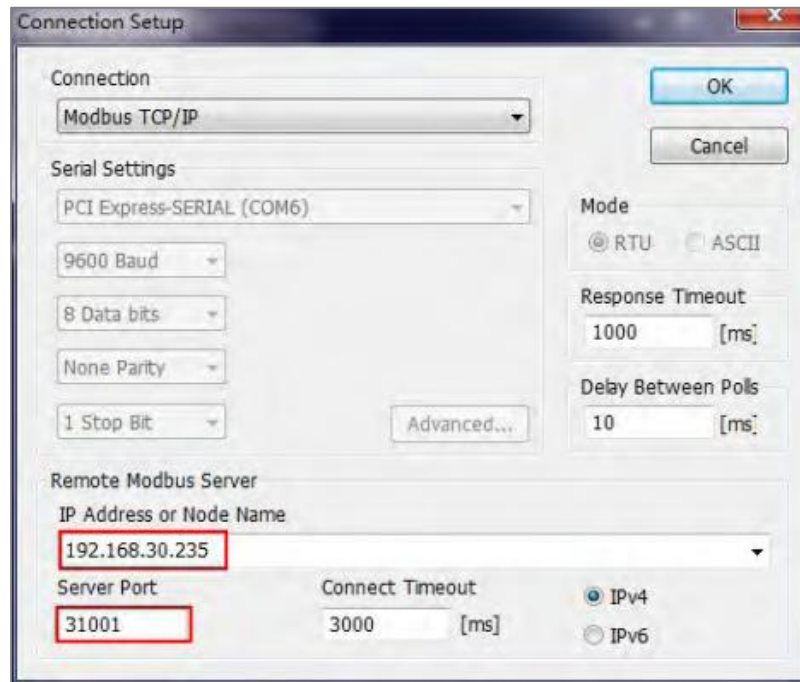 Connection Setup
Connection
Modbus TCP/IP
OK
Cancel
Serial Settings
PCI Express-SERIAL (COM6)
9600 Baud
8 Data bits
None Parity
1 Stop Bit
Advanced...
Mode
RTU ASCII
Response Timeout
1000 [ms]
Delay Between Polls
10 [ms]
Remote Modbus Server
IP Address or Node Name
192.168.30.235
Server Port Connect Timeout
31001 3000 [ms]
IPv4
IPv6